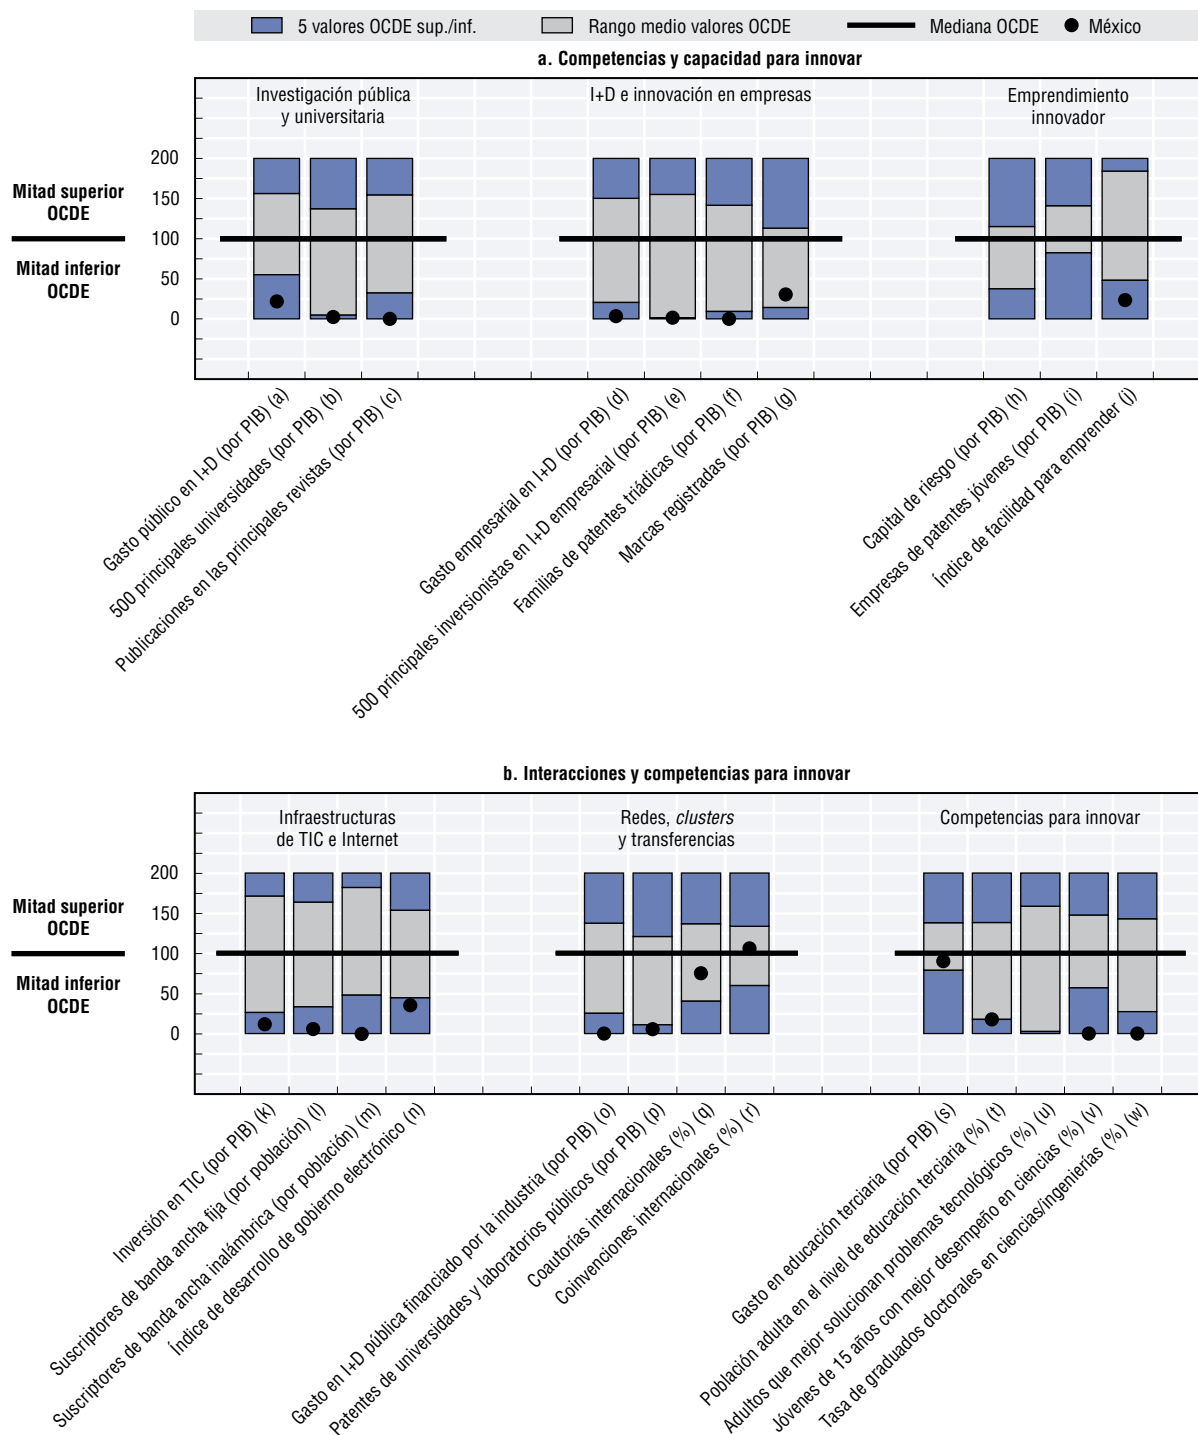 5 valores OCDE sup./inf.
Rango medio valores OCDE
Mediana OCDE
México
a. Competencias y capacidad para innovar
Investigación pública
y universitaria
I+D e innovación en empresas
Emprendimiento
innovador
200
150
100
50
0
Mitad superior
OCDE
Mitad inferior
OCDE
Gasto público en I+D (por PIB) (a)
500 principales universidades (por PIB) (b)
Publicaciones en las principales revistas (por PIB) (c)
Gasto empresarial en I+D (por PIB) (d)
500 principales inversionistas en I+D empresarial (por PIB) (e)
Familias de patentes triádicas (por PIB) (f)
Marcas registradas (por PIB) (g)
Capital de riesgo (por PIB) (h)
Empresas de patentes jóvenes (por PIB) (i)
Índice de facilidad para emprender (j)
b. Interacciones y competencias para innovar
Infraestructuras
de TIC e Internet
Redes, clusters
y transferencias
Competencias para innovar
200
150
100
50
0
Mitad superior
OCDE
Mitad inferior
OCDE
Inversión en TIC (por PIB) (k)
Suscriptores de banda ancha fija (por población) (l)
Suscriptores de banda ancha inalámbrica (por población) (m)
Índice de desarrollo de gobierno electrónico (n)
Gasto en I+D pública financiado por la industria (por PIB) (o)
Patentes de universidades y laboratorios públicos (por PIB) (p)
Coautorías internacionales (%) (q)
Coinvenciones internacionales (%) (r)
Gasto en educación terciaria (por PIB) (s)
Población adulta en el nivel de educación terciaria (%) (t)
Adultos que mejor solucionan problemas tecnológicos (%) (u)
Jóvenes de 15 años con mejor desempeño en ciencias (%) (v)
Tasa de graduados doctorales en ciencias/ingenierías (%) (w)